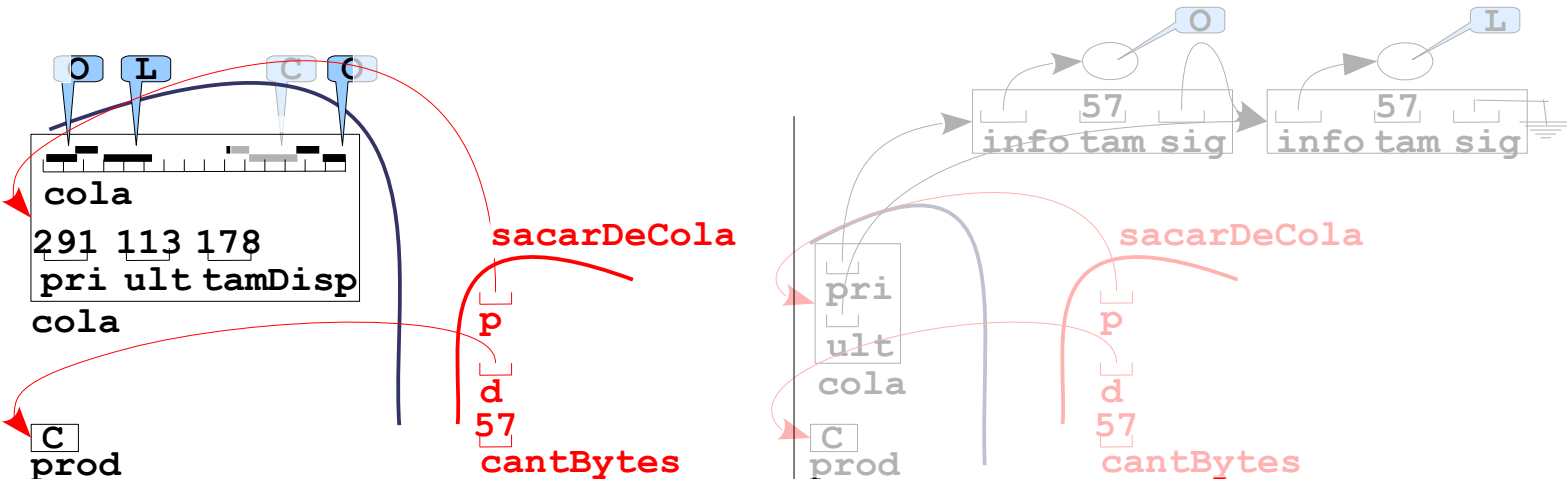 O L C O
cola
291 113 178
pri ult tamDisp
cola
sacarDeCola
p
d
57
cantBytes
C
prod
O L
57 57
info tam sig info tam sig
sacarDeCola
pri
p
ult
cola
d
57
C
cantBytes
prod